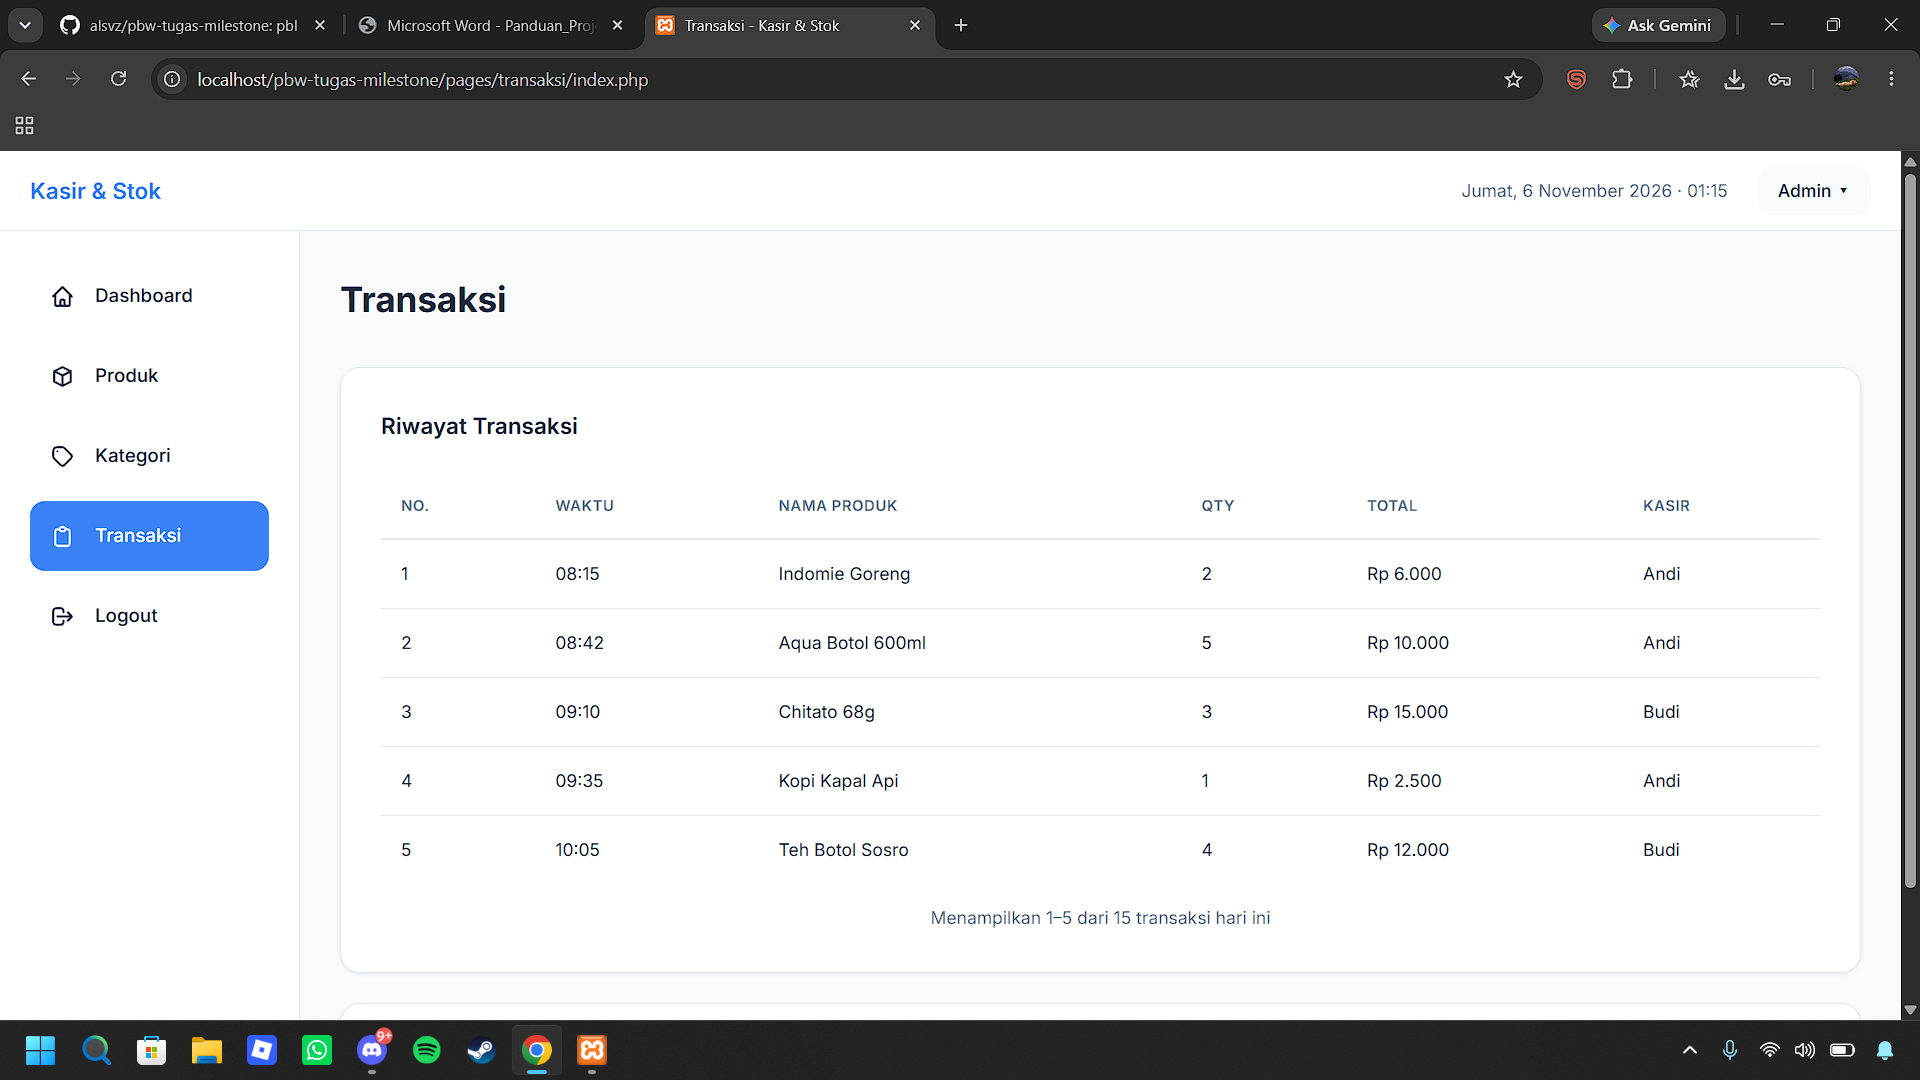 alsvz/pbw-tugas-milestone: pbl
Microsoft Word - Panduan_Proj
Transaksi - Kasir & Stok
Ask Gemini
localhost/pbw-tugas-milestone/pages/transaksi/index.php
Kasir & Stok
Jumat, 6 November 2026 · 01:15
Admin ▾
Dashboard
Produk
Kategori
Transaksi
Logout
Transaksi
Riwayat Transaksi
NO. WAKTU NAMA PRODUK QTY TOTAL KASIR
1 08:15 Indomie Goreng 2 Rp 6.000 Andi
2 08:42 Aqua Botol 600ml 5 Rp 10.000 Andi
3 09:10 Chitato 68g 3 Rp 15.000 Budi
4 09:35 Kopi Kapal Api 1 Rp 2.500 Andi
5 10:05 Teh Botol Sosro 4 Rp 12.000 Budi
Menampilkan 1–5 dari 15 transaksi hari ini
9+